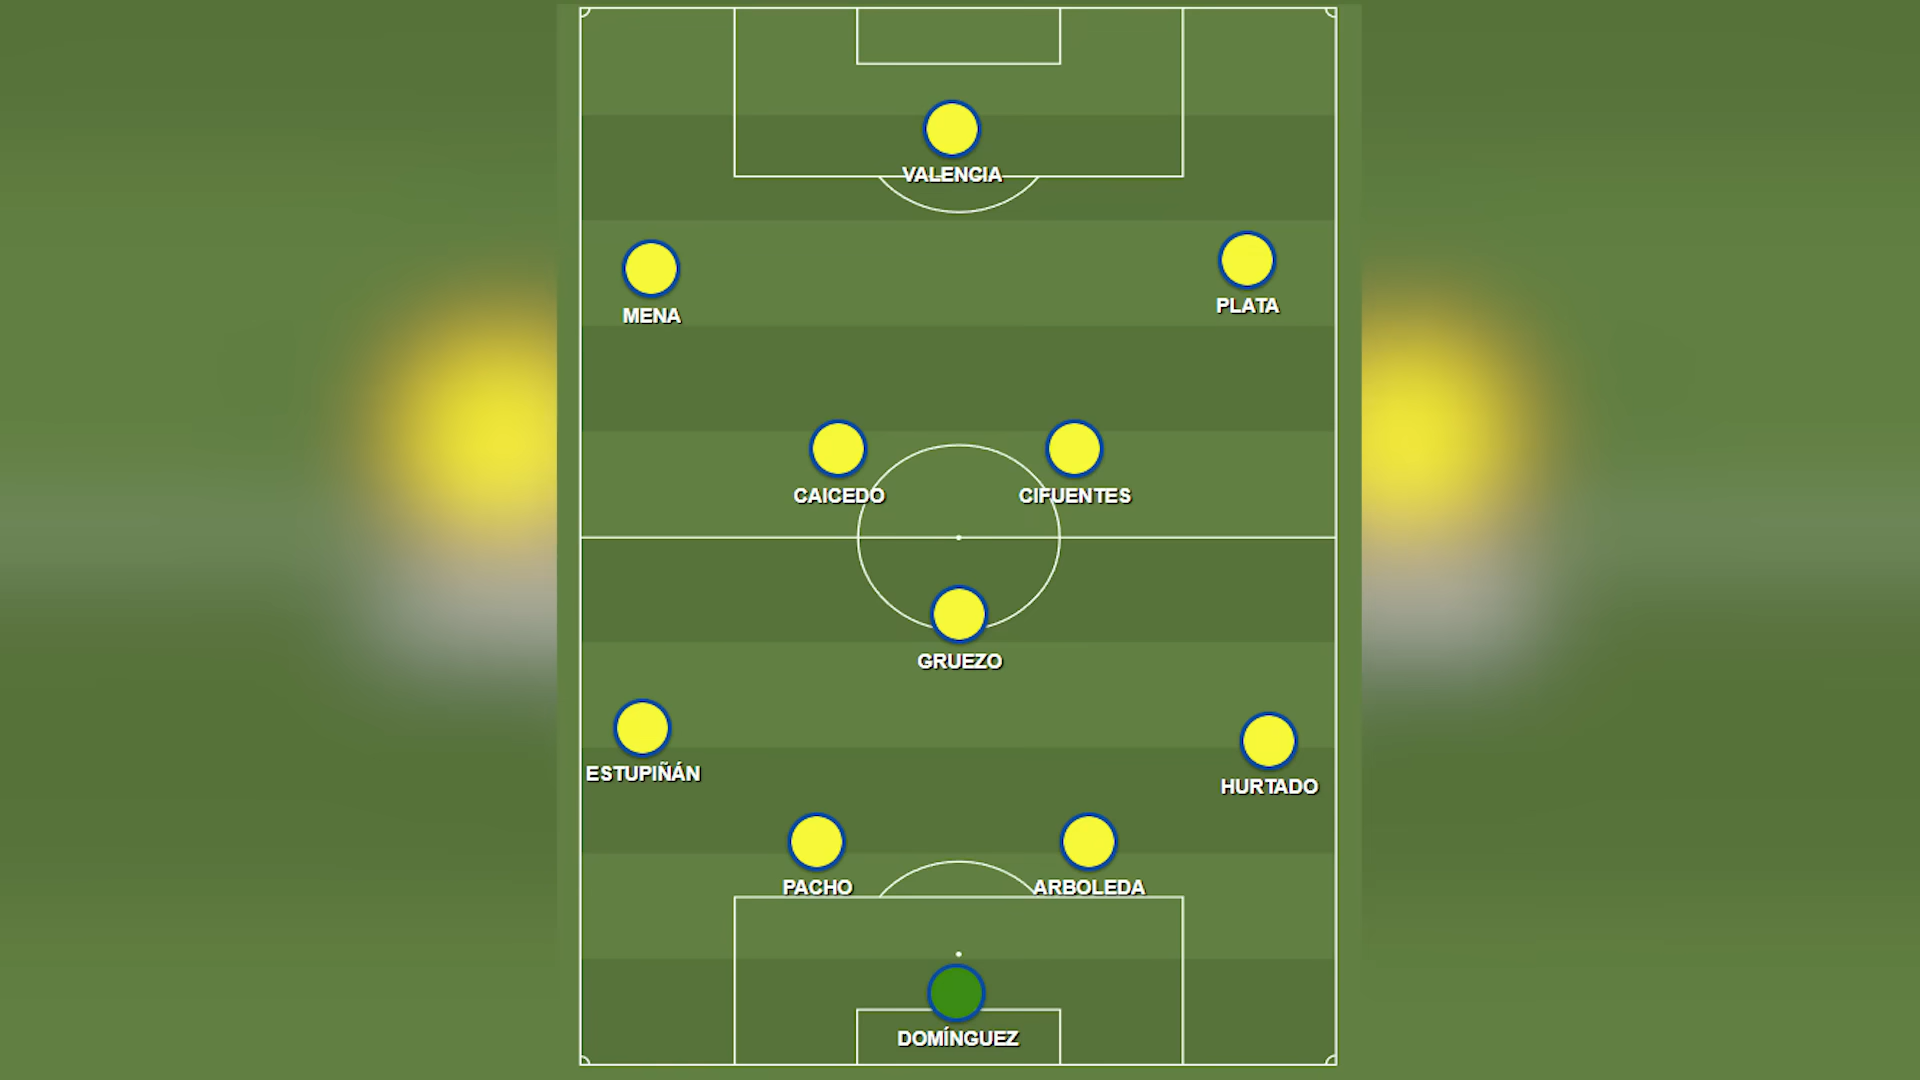 VALENCIA
MENA
PLATA
CAICEDO
CIFUENTES
GRUEZO
ESTUPIÑÁN
HURTADO
PACHO
ARBOLEDA
DOMÍNGUEZ